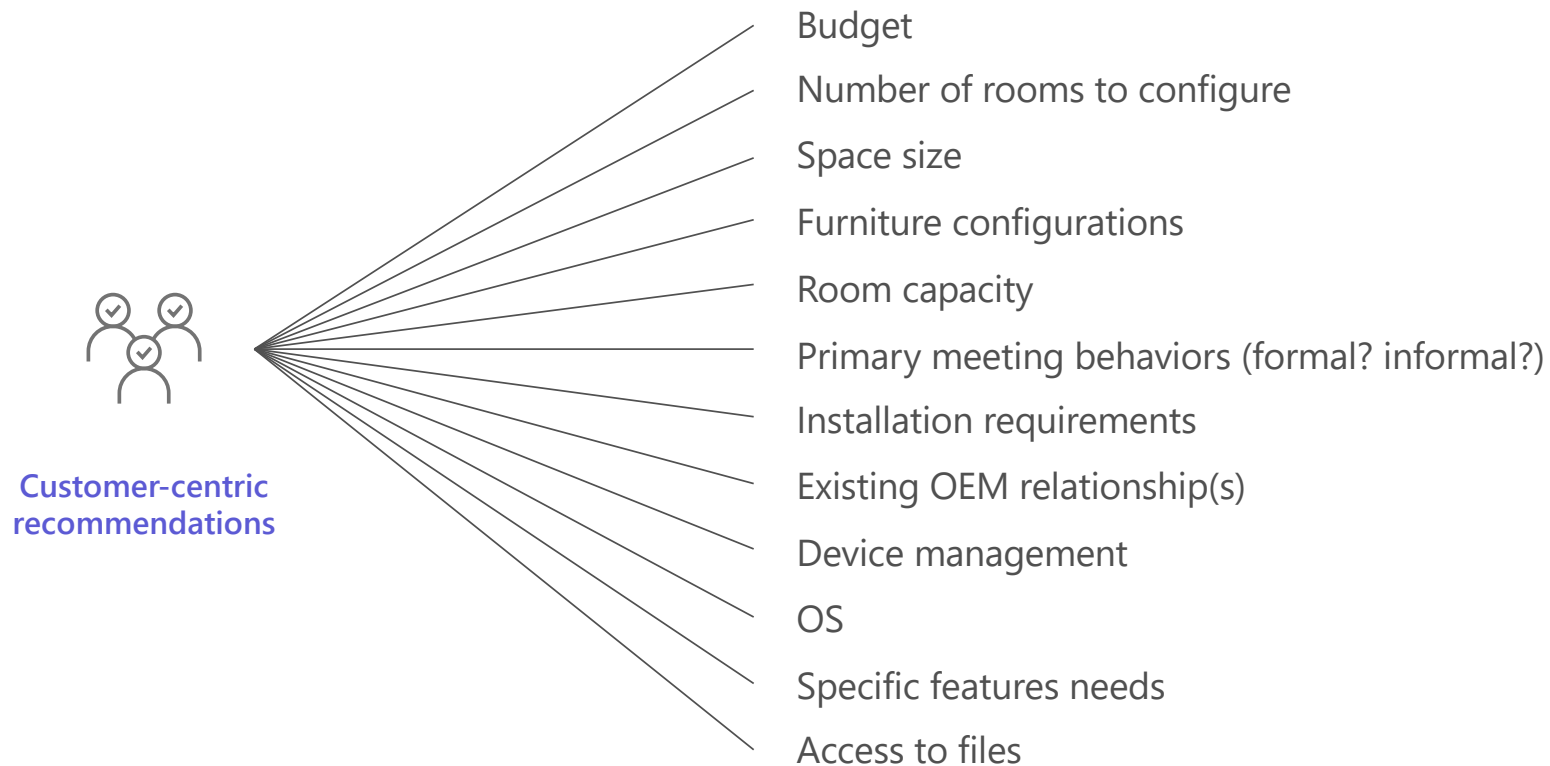 Budget
Number of rooms to configure
Space size
Furniture configurations
Room capacity
Primary meeting behaviors (formal? informal?)
Installation requirements
Existing OEM relationship(s)
Device management
OS
Specific features needs
Access to files
Customer-centric
recommendations